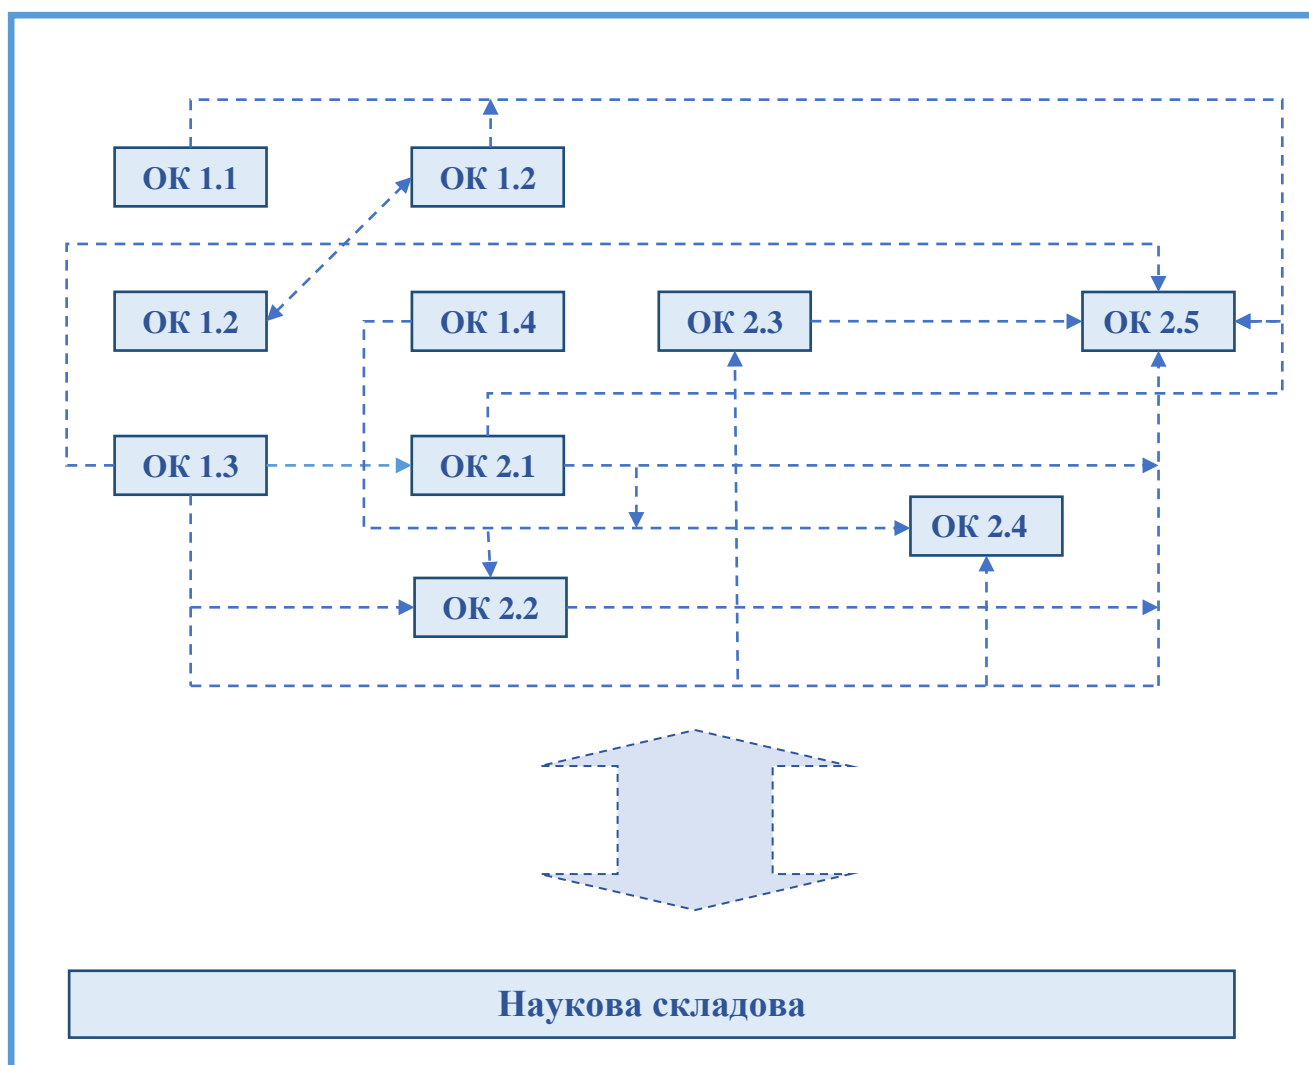 ОК 1.1
ОК 1.2
ОК 1.2
ОК 1.4
ОК 2.3
ОК 2.5
ОК 1.3
ОК 2.1
ОК 2.4
ОК 2.2
Наукова складова